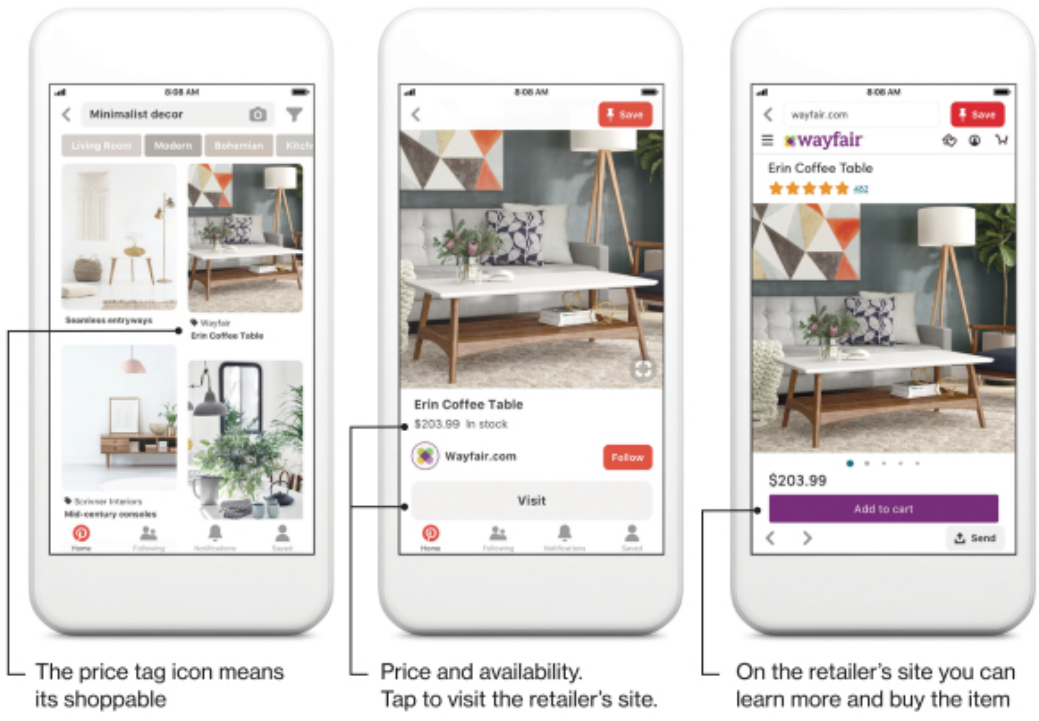 8:08 AM
Minimalist decor
Living Room
Modern
Bohemian
Kitch
Seamless entryways
Wayfair
Erin Coffee Table
Scrivner Interiors
Mid-century consoles
Home
Following
Notifications
Saved
The price tag icon means
its shoppable
8:08 AM
Save
Erin Coffee Table
$203.99 In stock
Wayfair.com
Follow
Visit
Home
Following
Notifications
Saved
Price and availability.
Tap to visit the retailer's site.
8:08 AM
wayfair.com
Save
wayfair
Erin Coffee Table
462
$203.99
Add to cart
Send
On the retailer's site you can
learn more and buy the item